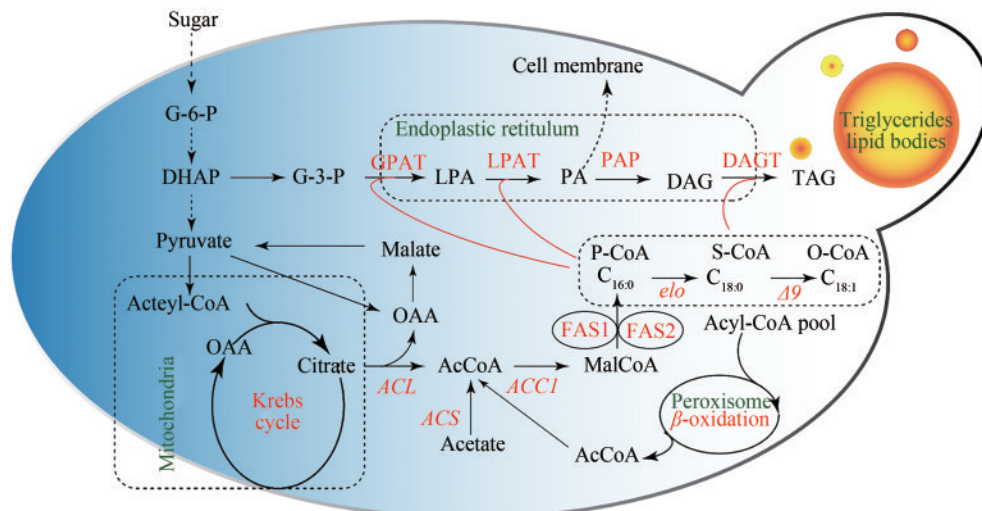 Sugar
G-6-P
DHAP
G-3-P
GPAT
LPA
LPAT
PA
PAP
DAG
DAGT
TAG
Cell membrane
Endoplastic retitulum
Triglycerides
lipid bodies
Pyruvate
Malate
OAA
Acteyl-CoA
OAA
Citrate
Krebs
cycle
Mitochondria
ACL
AcCoA
ACC1
MalCoA
ACS
Acetate
FAS1
FAS2
P-CoA
C16:0
elo
S-CoA
C18:0
Δ9
O-CoA
C18:1
Acyl-CoA pool
Peroxisome
β-oxidation
AcCoA